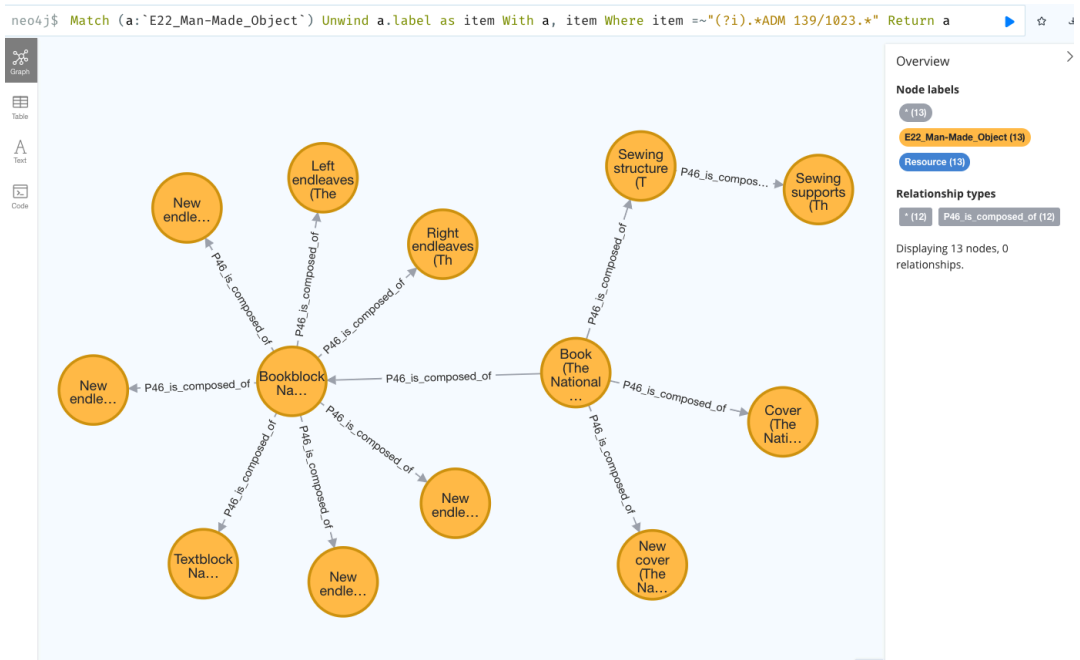 neo4j$ Match (a:`E22_Man-Made_Object`) Unwind a.label as item With a, item Where item =~"(?i).*ADM 139/1023.*" Return a
Graph
Table
Text
Code
Left
endleaves
(The
New
endle…
Right
endleaves
(Th
Sewing
structure
(T
Sewing
supports
(Th
P46_is_compos…
P46_is_composed_of
P46_is_composed_of
P46_is_composed_of
P46_is_composed_of
New
endle…
P46_is_composed_of
Bookblock
Na…
P46_is_composed_of
Book
(The
National
…
P46_is_composed_of
Cover
(The
Nati…
P46_is_composed_of
P46_is_composed_of
P46_is_composed_of
P46_is_composed_of
New
endle…
Textblock
Na…
New
endle…
New
cover
(The
Na…
Overview
Node labels
* (13)
E22_Man-Made_Object (13)
Resource (13)
Relationship types
* (12) P46_is_composed_of (12)
Displaying 13 nodes, 0
relationships.